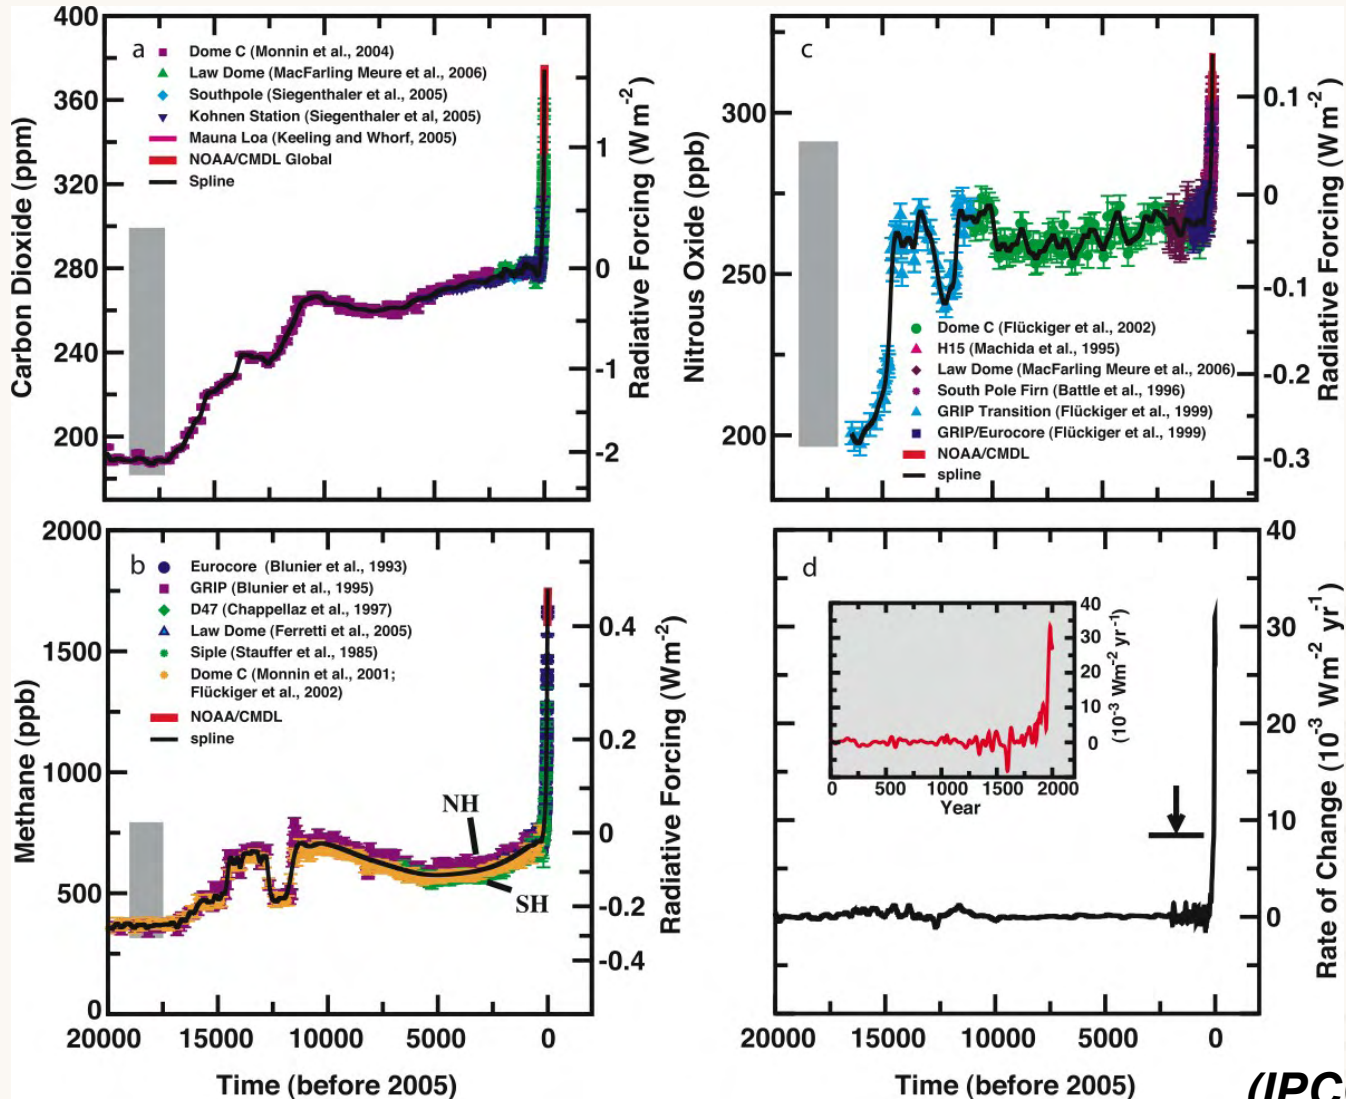 a
400
360
320
280
240
200
Carbon Dioxide (ppm)
Dome C (Monnin et al., 2004)
Law Dome (MacFarling Meure et al., 2006)
Southpole (Siegenthaler et al., 2005)
Kohnen Station (Siegenthaler et al, 2005)
Mauna Loa (Keeling and Whorf, 2005)
NOAA/CMDL Global
Spline
1
0
-1
-2
Radiative Forcing (Wm-2)
c
300
250
200
Nitrous Oxide (ppb)
Dome C (Flückiger et al., 2002)
H15 (Machida et al., 1995)
Law Dome (MacFarling Meure et al., 2006)
South Pole Firn (Battle et al., 1996)
GRIP Transition (Flückiger et al., 1999)
GRIP/Eurocore (Flückiger et al., 1999)
NOAA/CMDL
spline
0.1
0
-0.1
-0.2
-0.3
Radiative Forcing (Wm-2)
b
2000
1500
1000
500
0
Methane (ppb)
Eurocore (Blunier et al., 1993)
GRIP (Blunier et al., 1995)
D47 (Chappellaz et al., 1997)
Law Dome (Ferretti et al., 2005)
Siple (Stauffer et al., 1985)
Dome C (Monnin et al., 2001;
Flückiger et al., 2002)
NOAA/CMDL
spline
NH
SH
0.4
0.2
0
-0.2
-0.4
Radiative Forcing (Wm-2)
20000 15000 10000 5000 0
Time (before 2005)
d
40
30
20
10
0
(10-3 Wm-2 yr-1)
0 500 1000 1500 2000
Year
40
30
20
10
0
Rate of Change (10-3 Wm-2 yr-1)
20000 15000 10000 5000 0
Time (before 2005)
(IPC